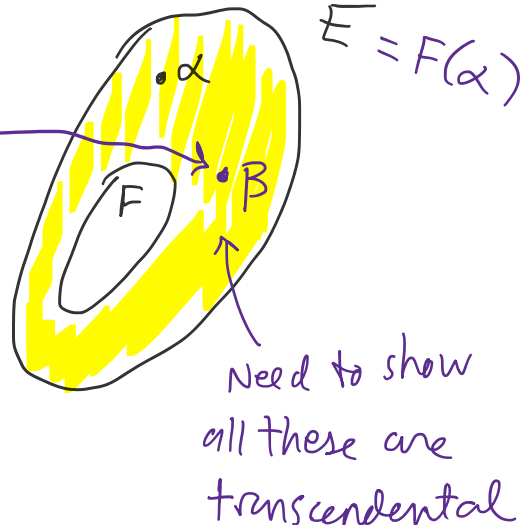 E = F(α)
α
β
F
Need to show
all these are
transcendental